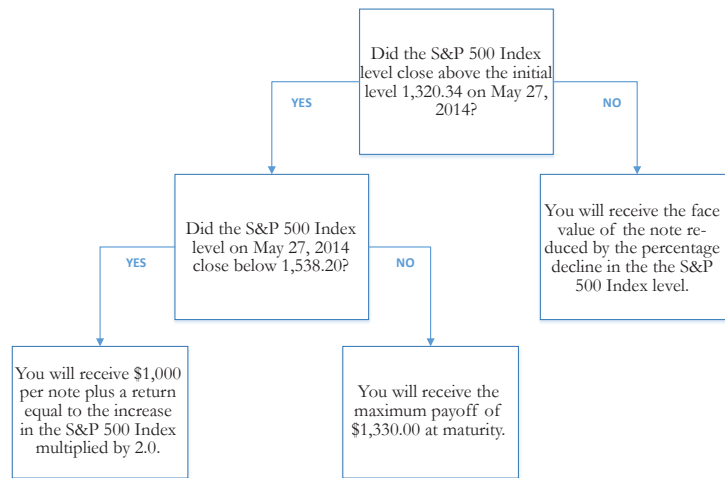 Did the S&P 500 Index
level close above the initial
level 1,320.34 on May 27,
2014?
YES
NO
Did the S&P 500 Index
level on May 27, 2014
close below 1,538.20?
You will receive the face
value of the note re-
duced by the percentage
decline in the the S&P
500 Index level.
YES
NO
You will receive $1,000
per note plus a return
equal to the increase
in the S&P 500 Index
multiplied by 2.0.
You will receive the
maximum payoff of
$1,330.00 at maturity.